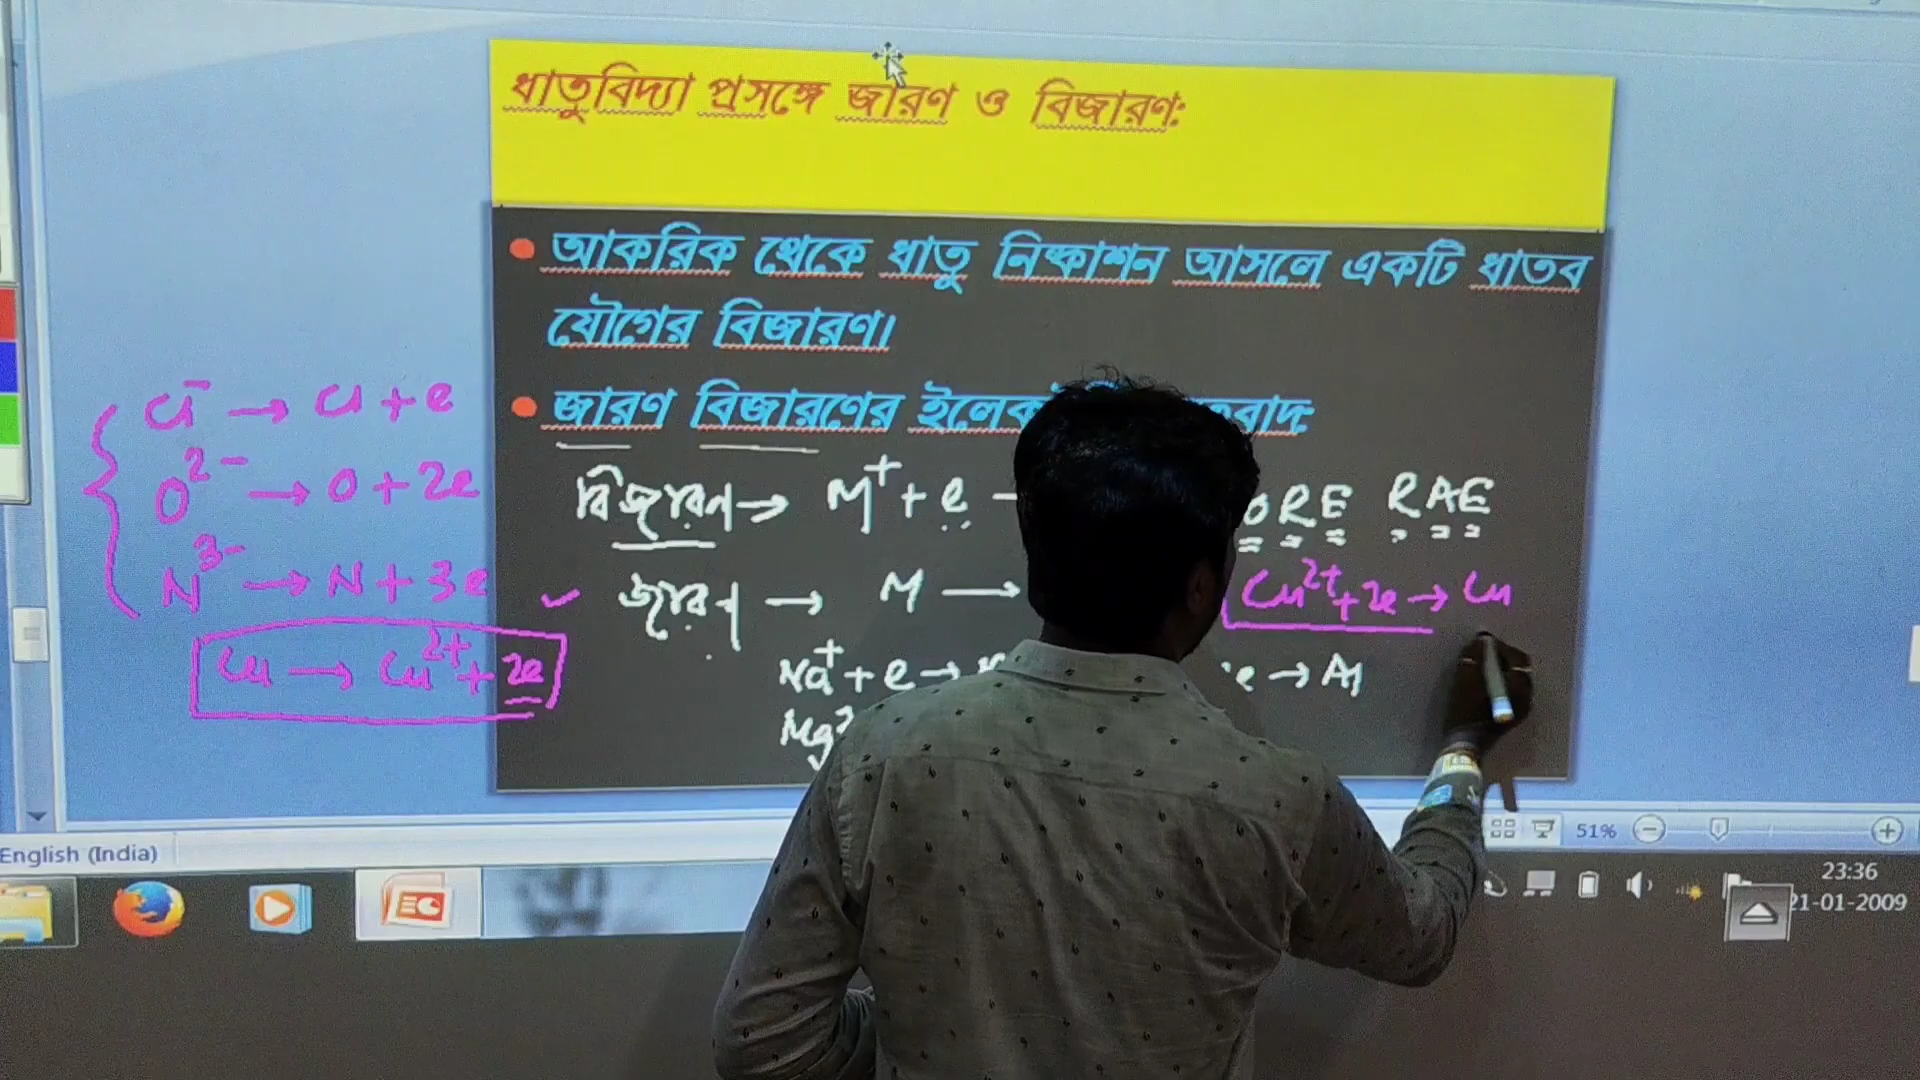 ধাতুবিদ্যা প্রসঙ্গে জারণ ও বিজারণ:
• আকরিক থেকে ধাতু নিষ্কাশন আসলে একটি ধাতব
যৌগের বিজারণ।
• জারণ বিজারণের
বিজারণ → M⁺ + e
ORE RAE
জারণ → M →
Cu²⁺ + 2e → Cu
Na⁺ + e →
e → Al
Mg²
Cl⁻ → Cl + e
O²⁻ → O + 2e
N³⁻ → N + 3e
Cu → Cu²⁺ + 2e
51%
English (India)
23:36
21-01-2009